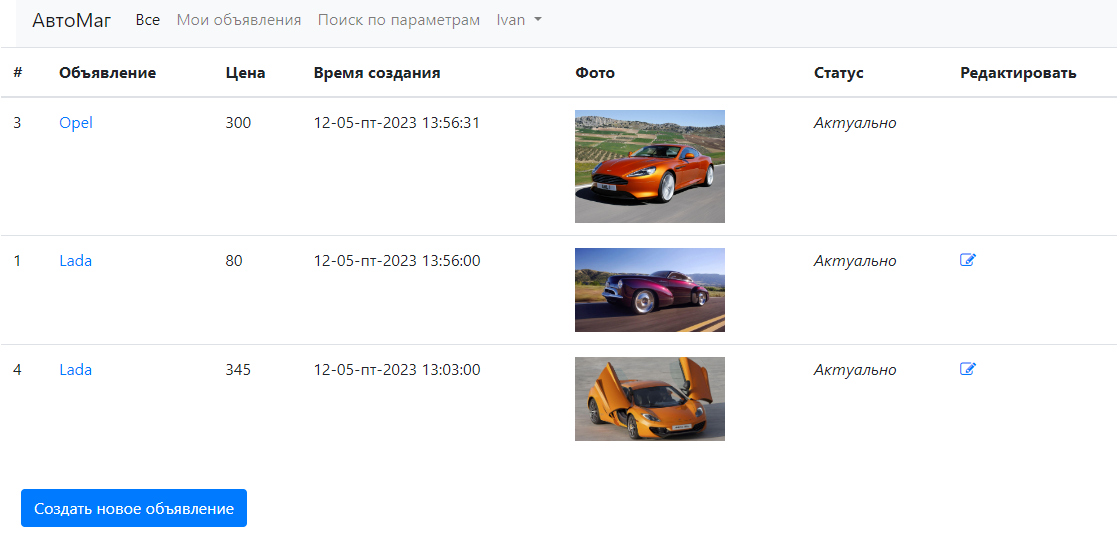 АвтоМаг Все Мои объявления Поиск по параметрам Ivan
# Объявление Цена Время создания Фото Статус Редактировать
3 Opel 300 12-05-пт-2023 13:56:31 Актуально
1 Lada 80 12-05-пт-2023 13:56:00 Актуально
4 Lada 345 12-05-пт-2023 13:03:00 Актуально
Создать новое объявление